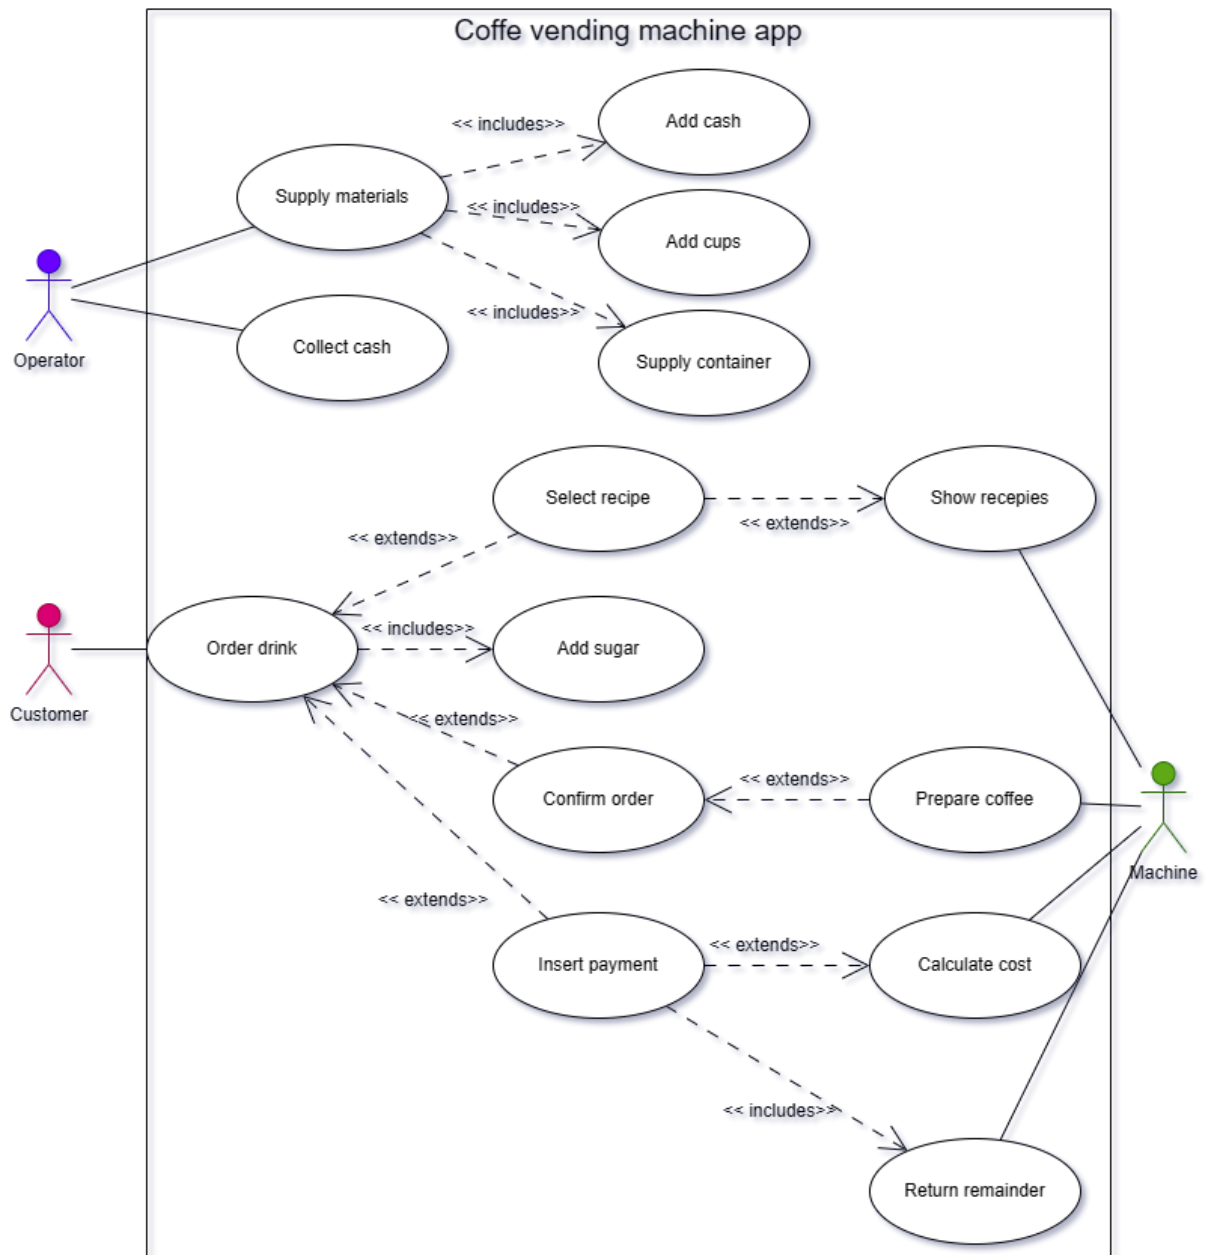 Coffe vending machine app
<< includes>>
Add cash
Supply materials
<< includes>>
Add cups
Operator
<< includes>>
Collect cash
Supply container
Select recipe
<< extends>>
Show recepies
<< extends>>
Customer
Order drink
<< includes>>
Add sugar
<< extends>>
Confirm order
<< extends>>
Prepare coffee
Machine
<< extends>>
Insert payment
<< extends>>
Calculate cost
<< includes>>
Return remainder